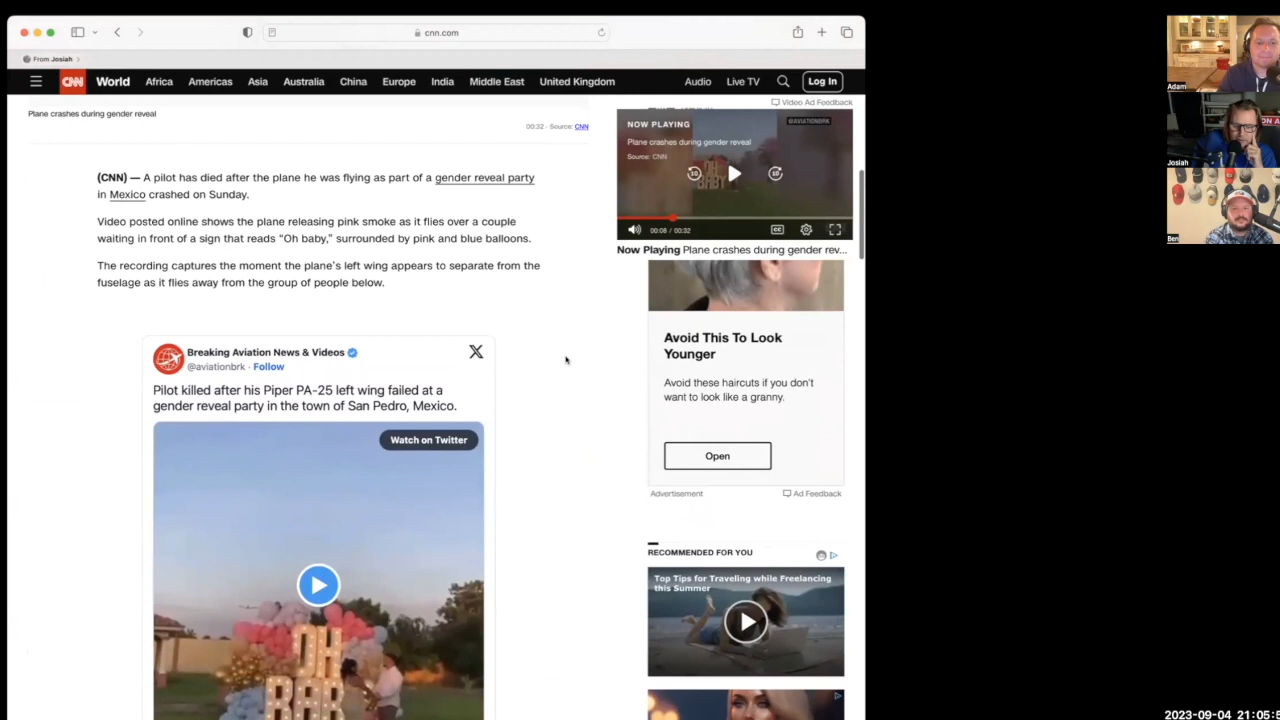 cnn.com
From Josiah
CNN World Africa Americas Asia Australia China Europe India Middle East United Kingdom Audio Live TV Log In
Plane crashes during gender reveal
00:32 - Source: CNN
Video Ad Feedback
NOW PLAYING
@AVIATIONBRK
Plane crashes during gender reveal
Source: CNN
10
10
00:08 / 00:32
CC
Now Playing Plane crashes during gender rev...
(CNN) — A pilot has died after the plane he was flying as part of a gender reveal party
in Mexico crashed on Sunday.
Video posted online shows the plane releasing pink smoke as it flies over a couple
waiting in front of a sign that reads “Oh baby,” surrounded by pink and blue balloons.
The recording captures the moment the plane’s left wing appears to separate from the
fuselage as it flies away from the group of people below.
Breaking Aviation News & Videos
@aviationbrk · Follow
X
Pilot killed after his Piper PA-25 left wing failed at a
gender reveal party in the town of San Pedro, Mexico.
Watch on Twitter
Avoid This To Look
Younger
Avoid these haircuts if you don't
want to look like a granny.
Open
Advertisement
Ad Feedback
RECOMMENDED FOR YOU
Top Tips for Traveling while Freelancing
this Summer
Adam
Josiah
Ben
ON A
2023-09-04 21:05:5